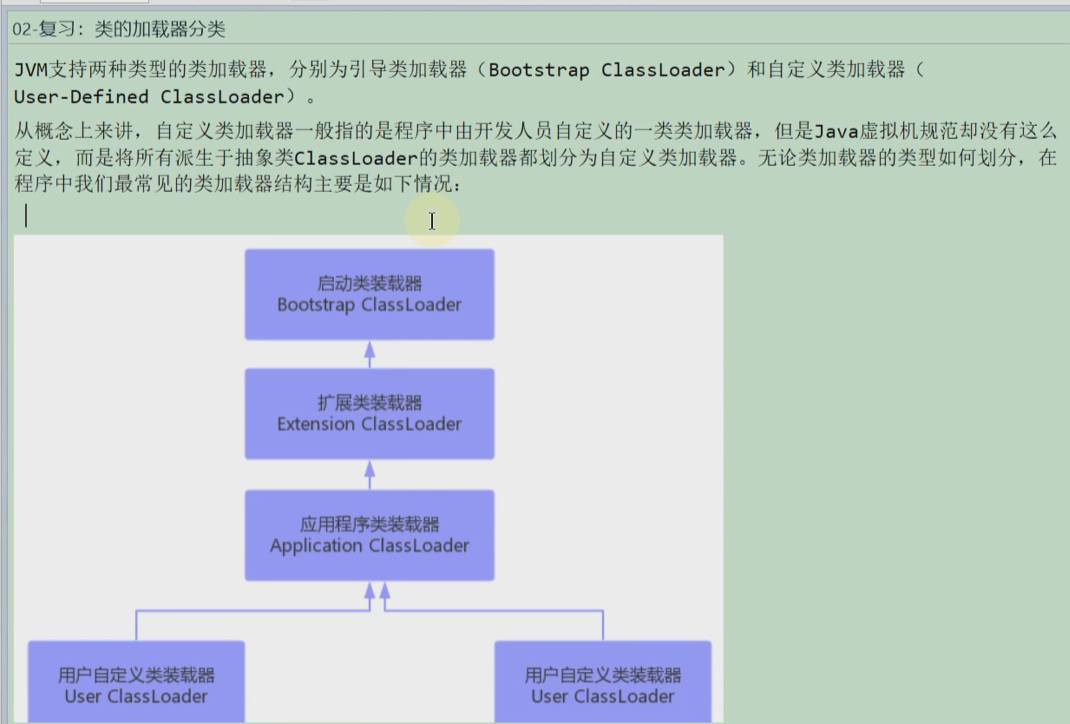 02-复习：类的加载器分类
JVM支持两种类型的类加载器，分别为引导类加载器（Bootstrap ClassLoader）和自定义类加载器（
User-Defined ClassLoader）。
从概念上来讲，自定义类加载器一般指的是程序中由开发人员自定义的一类类加载器，但是Java虚拟机规范却没有这么
定义，而是将所有派生于抽象类ClassLoader的类加载器都划分为自定义类加载器。无论类加载器的类型如何划分，在
程序中我们最常见的类加载器结构主要是如下情况：
启动类装载器
Bootstrap ClassLoader
扩展类装载器
Extension ClassLoader
应用程序类装载器
Application ClassLoader
用户自定义类装载器
User ClassLoader
用户自定义类装载器
User ClassLoader